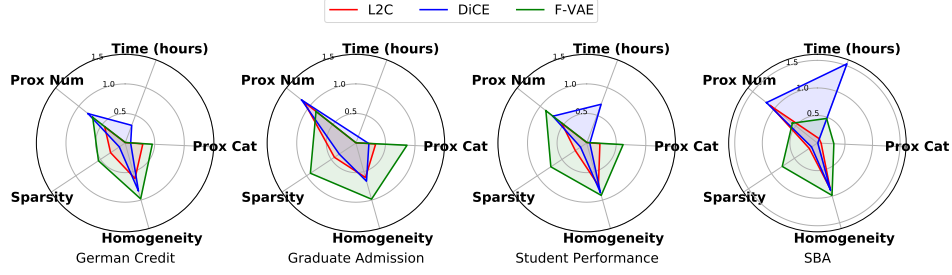 L2C DiCE F-VAE
Time (hours)
1.5
1.0
0.5
Prox Num
Prox Cat
Sparsity
Homogeneity
German Credit
Time (hours)
1.5
1.0
0.5
Prox Num
Prox Cat
Sparsity
Homogeneity
Graduate Admission
Time (hours)
1.5
1.0
0.5
Prox Num
Prox Cat
Sparsity
Homogeneity
Student Performance
Time (hours)
1.5
1.0
0.5
Prox Num
Prox Cat
Sparsity
Homogeneity
SBA